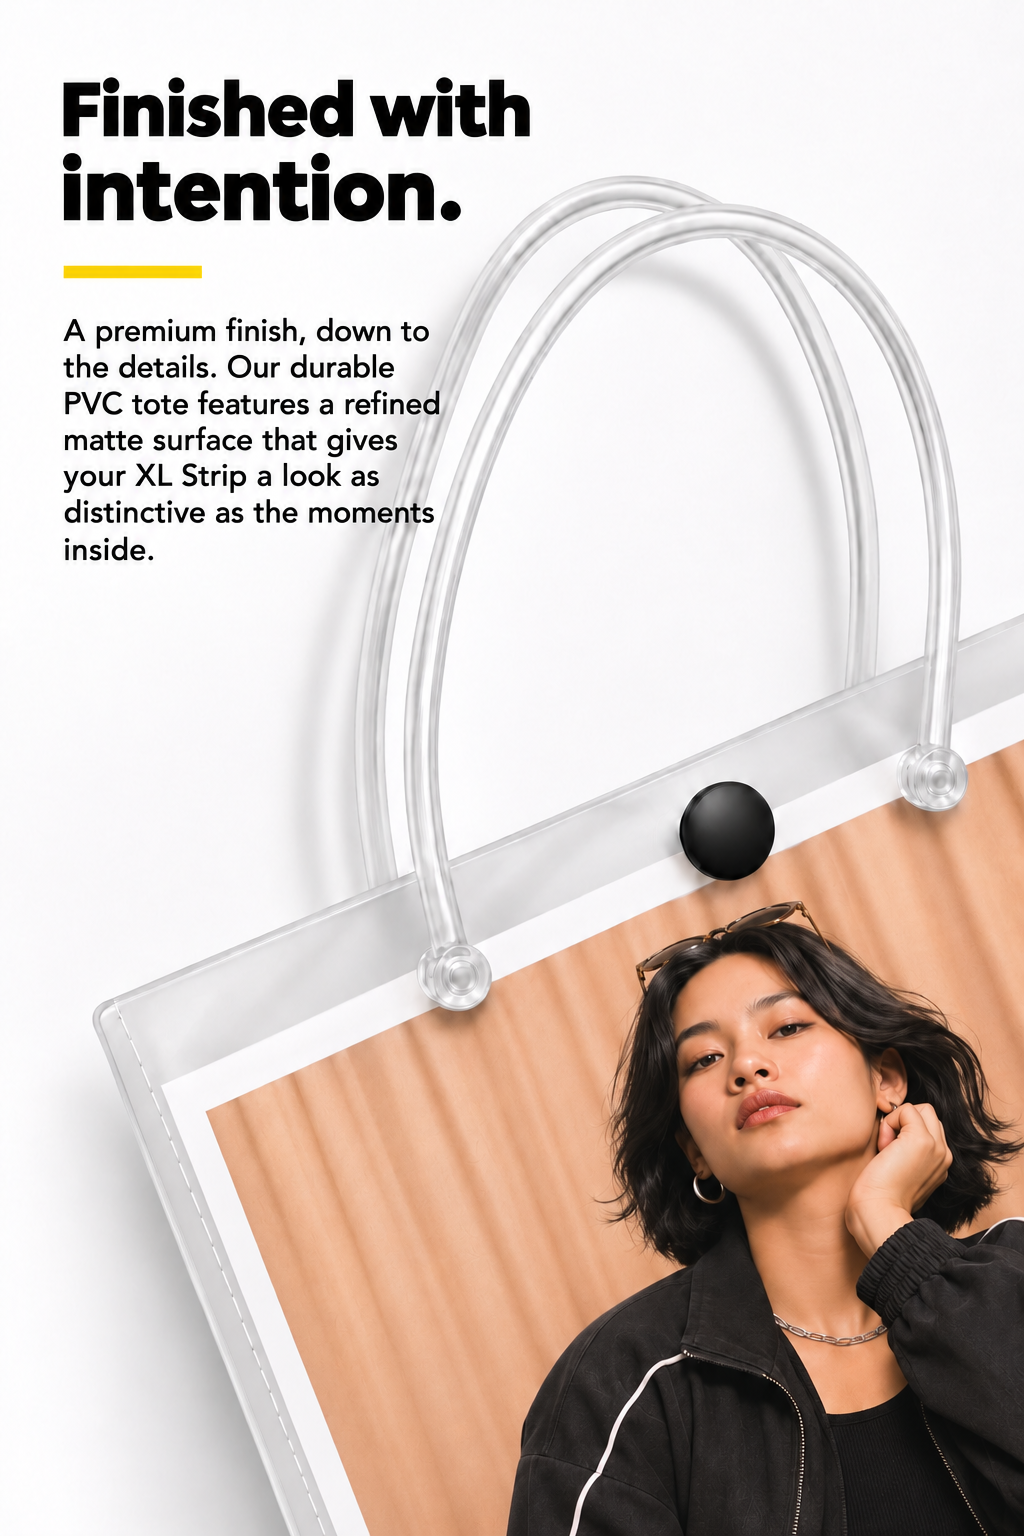 Finished with
intention.
A premium finish, down to
the details. Our durable
PVC tote features a refined
matte surface that gives
your XL Strip a look as
distinctive as the moments
inside.